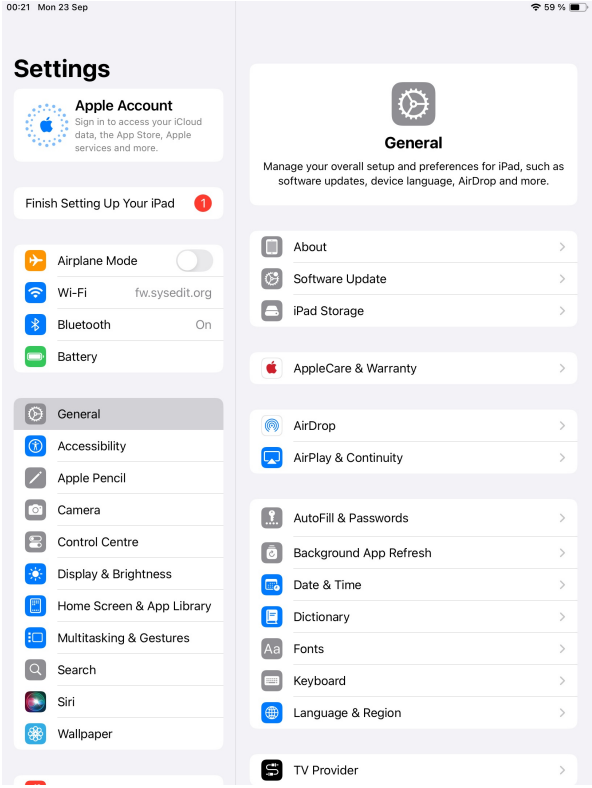 00:21 Mon 23 Sep
59 %
Settings
Apple Account
Sign in to access your iCloud
data, the App Store, Apple
services and more.
Finish Setting Up Your iPad 1
Airplane Mode
Wi-Fi fw.sysedit.org
Bluetooth On
Battery
General
Accessibility
Apple Pencil
Camera
Control Centre
Display & Brightness
Home Screen & App Library
Multitasking & Gestures
Search
Siri
Wallpaper
General
Manage your overall setup and preferences for iPad, such as
software updates, device language, AirDrop and more.
About
Software Update
iPad Storage
AppleCare & Warranty
AirDrop
AirPlay & Continuity
AutoFill & Passwords
Background App Refresh
Date & Time
Dictionary
Aa Fonts
Keyboard
Language & Region
TV Provider